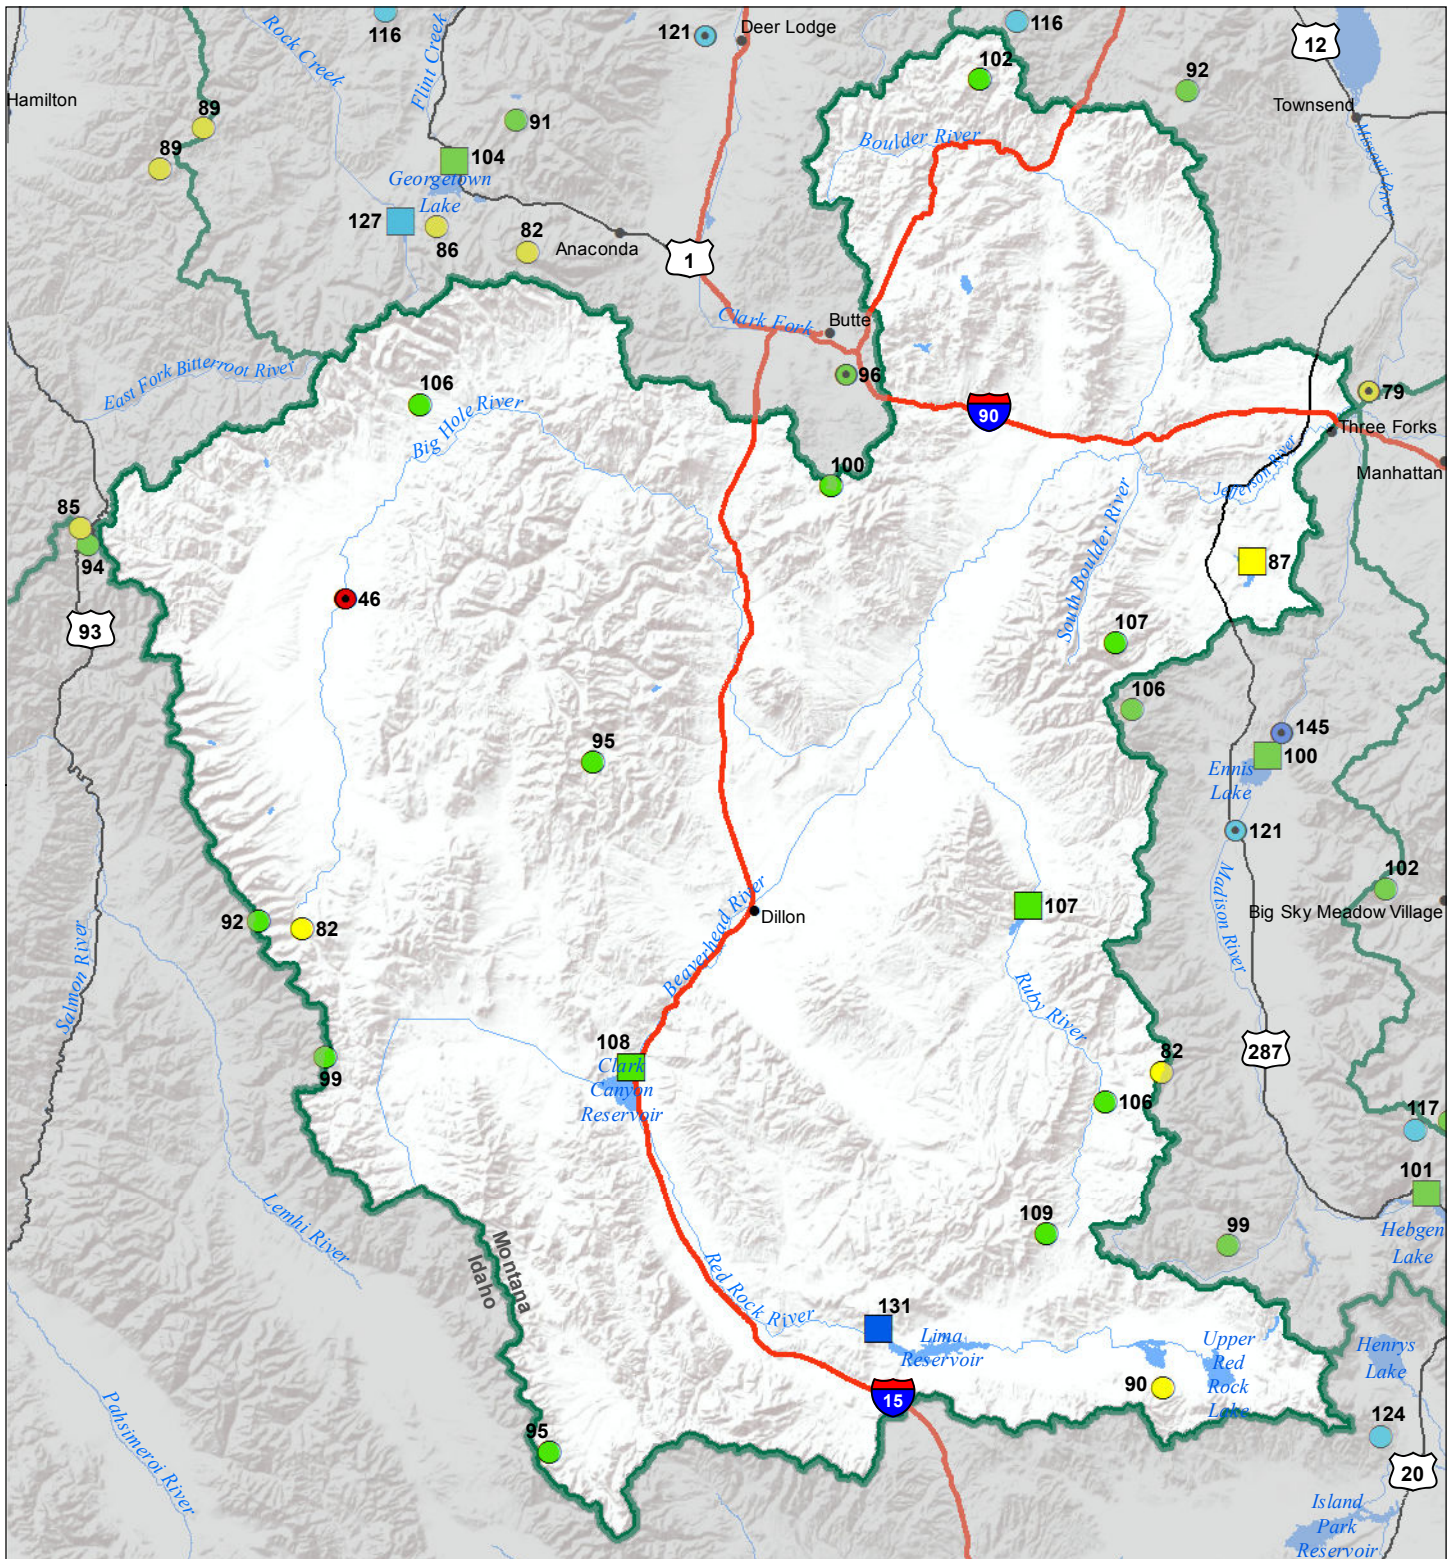 116
Rock Creek
Flint Creek
121
Deer Lodge
116
12
102
92
Hamilton
89
91
Townsend
89
104
Boulder River
Missouri River
Georgetown
Lake
127
86
82
Anaconda
1
Clark Fork
Butte
East Fork Bitterroot River
106
96
79
Big Hole River
90
Three Forks
Jefferson River
Manhattan
100
85
94
South Boulder River
87
46
93
107
106
145
95
100
Ennis
Lake
121
102
Madison River
92
82
Dillon
107
Big Sky Meadow Village
Beaverhead River
Salmon River
Ruby River
108
Clark
Canyon
Reservoir
99
82
287
106
117
101
Lemhi River
109
99
Hebgen
Lake
Montana
Idaho
Red Rock River
131
Lima
Reservoir
Upper
Red
Rock
Lake
Henrys
Lake
90
15
Pahsimeroi River
95
124
20
Island
Park
Reservoir